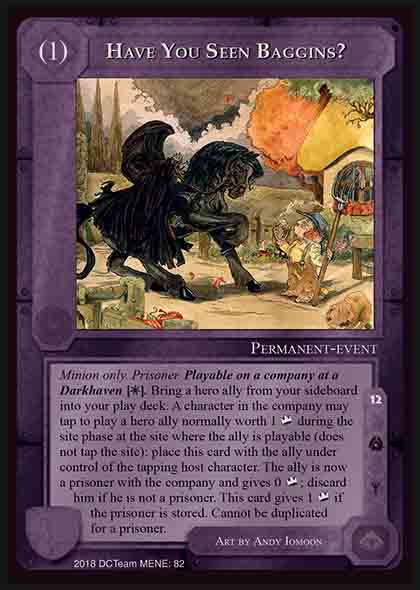 (1)
HAVE YOU SEEN BAGGINS?
PERMANENT-EVENT
Minion only. Prisoner Playable on a company at a
Darkhaven [☀]. Bring a hero ally from your sideboard
into your play deck. A character in the company may
tap to play a hero ally normally worth 1 during the
site phase at the site where the ally is playable (does
not tap the site): place this card with the ally under
control of the tapping host character. The ally is now
a prisoner with the company and gives 0 ; discard
him if he is not a prisoner. This card gives 1 if
the prisoner is stored. Cannot be duplicated
for a prisoner.
12
ART BY ANDY IOMOON
2018 DCTeam MENE: 82